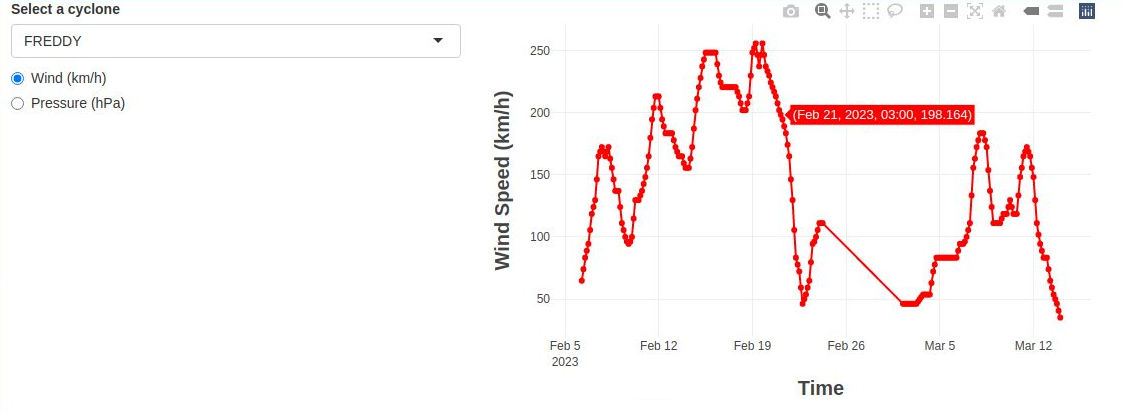 Select a cyclone
FREDDY
Wind (km/h)
Pressure (hPa)
Wind Speed (km/h)
250
200
150
100
50
(Feb 21, 2023, 03:00, 198.164)
Feb 5
2023
Feb 12
Feb 19
Feb 26
Mar 5
Mar 12
Time